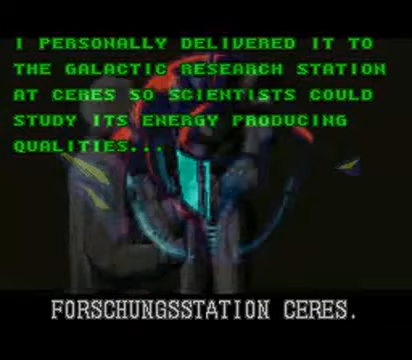 I PERSONALLY DELIVERED IT TO
THE GALACTIC RESEARCH STATION
AT CERES SO SCIENTISTS COULD
STUDY ITS ENERGY PRODUCING
QUALITIES...
FORSCHUNGSSTATION CERES.